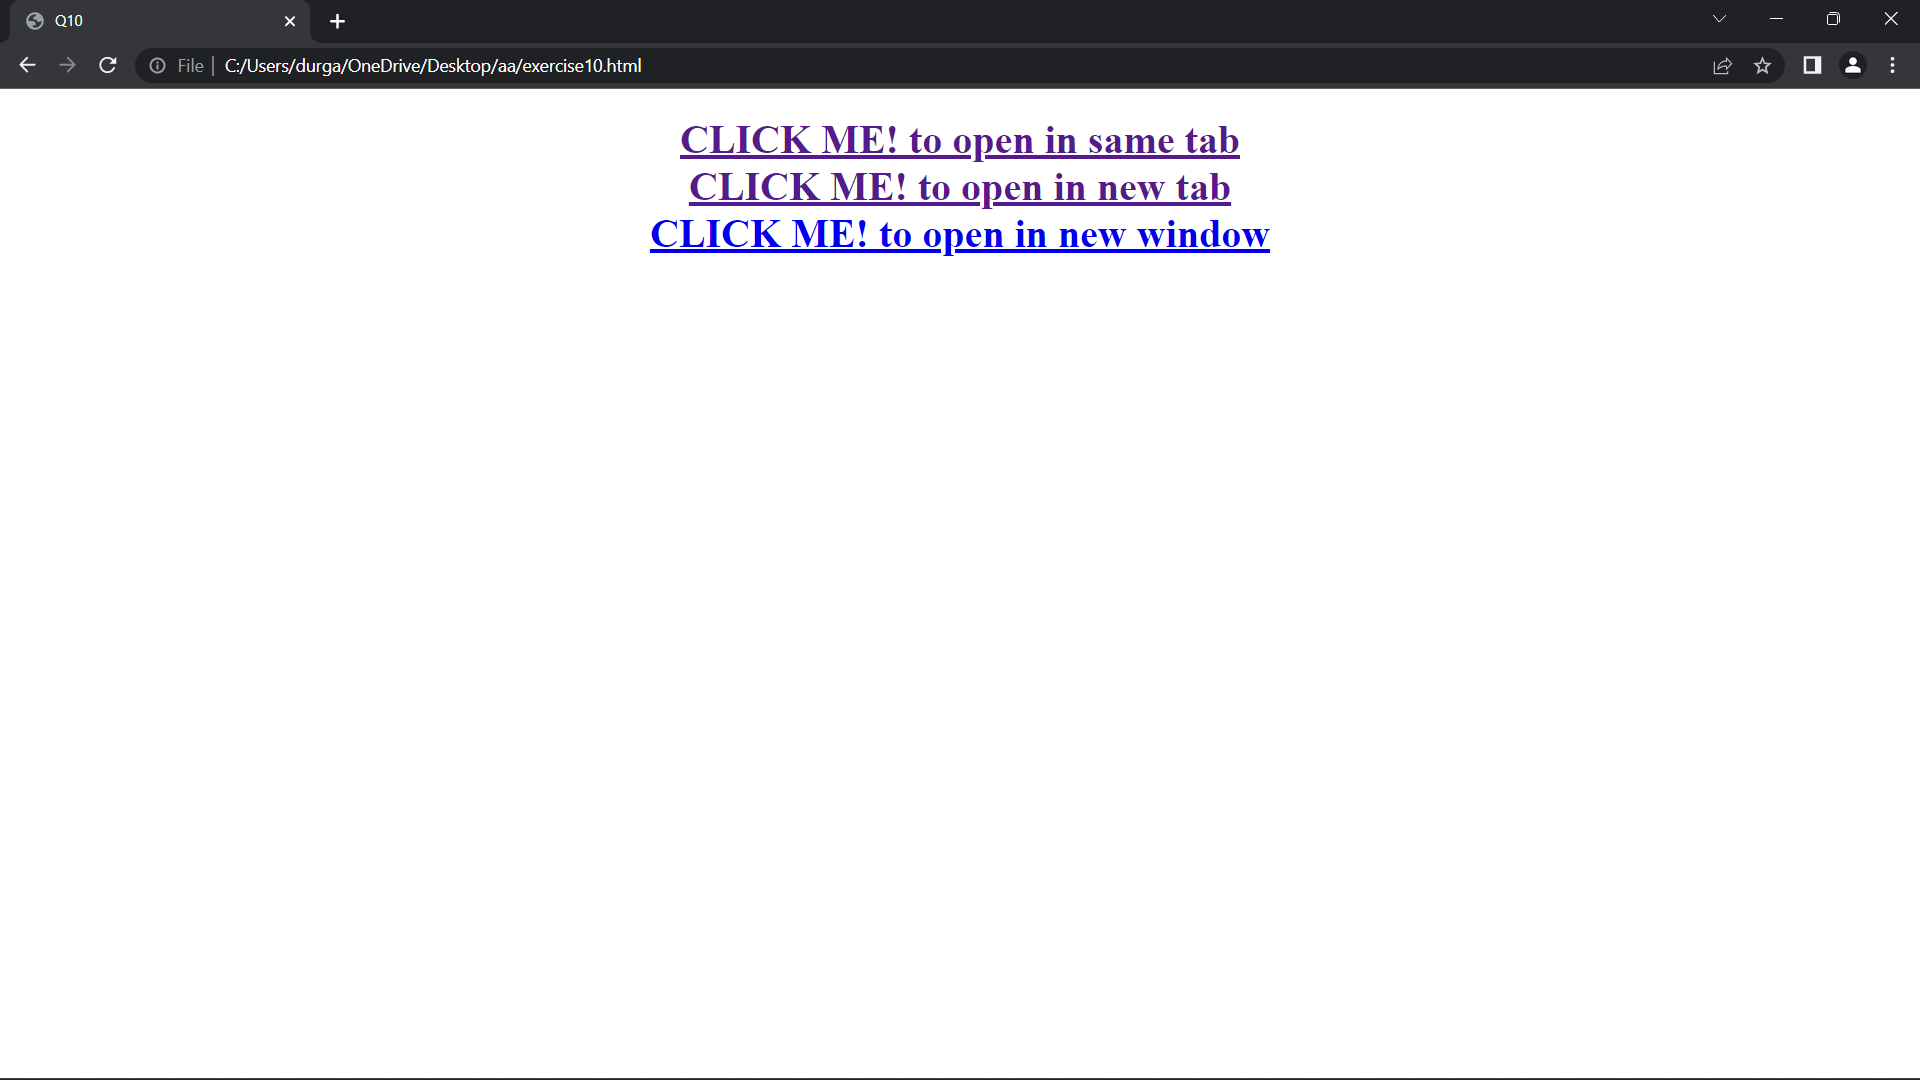 Q10
File | C:/Users/durga/OneDrive/Desktop/aa/exercise10.html
CLICK ME! to open in same tab
CLICK ME! to open in new tab
CLICK ME! to open in new window